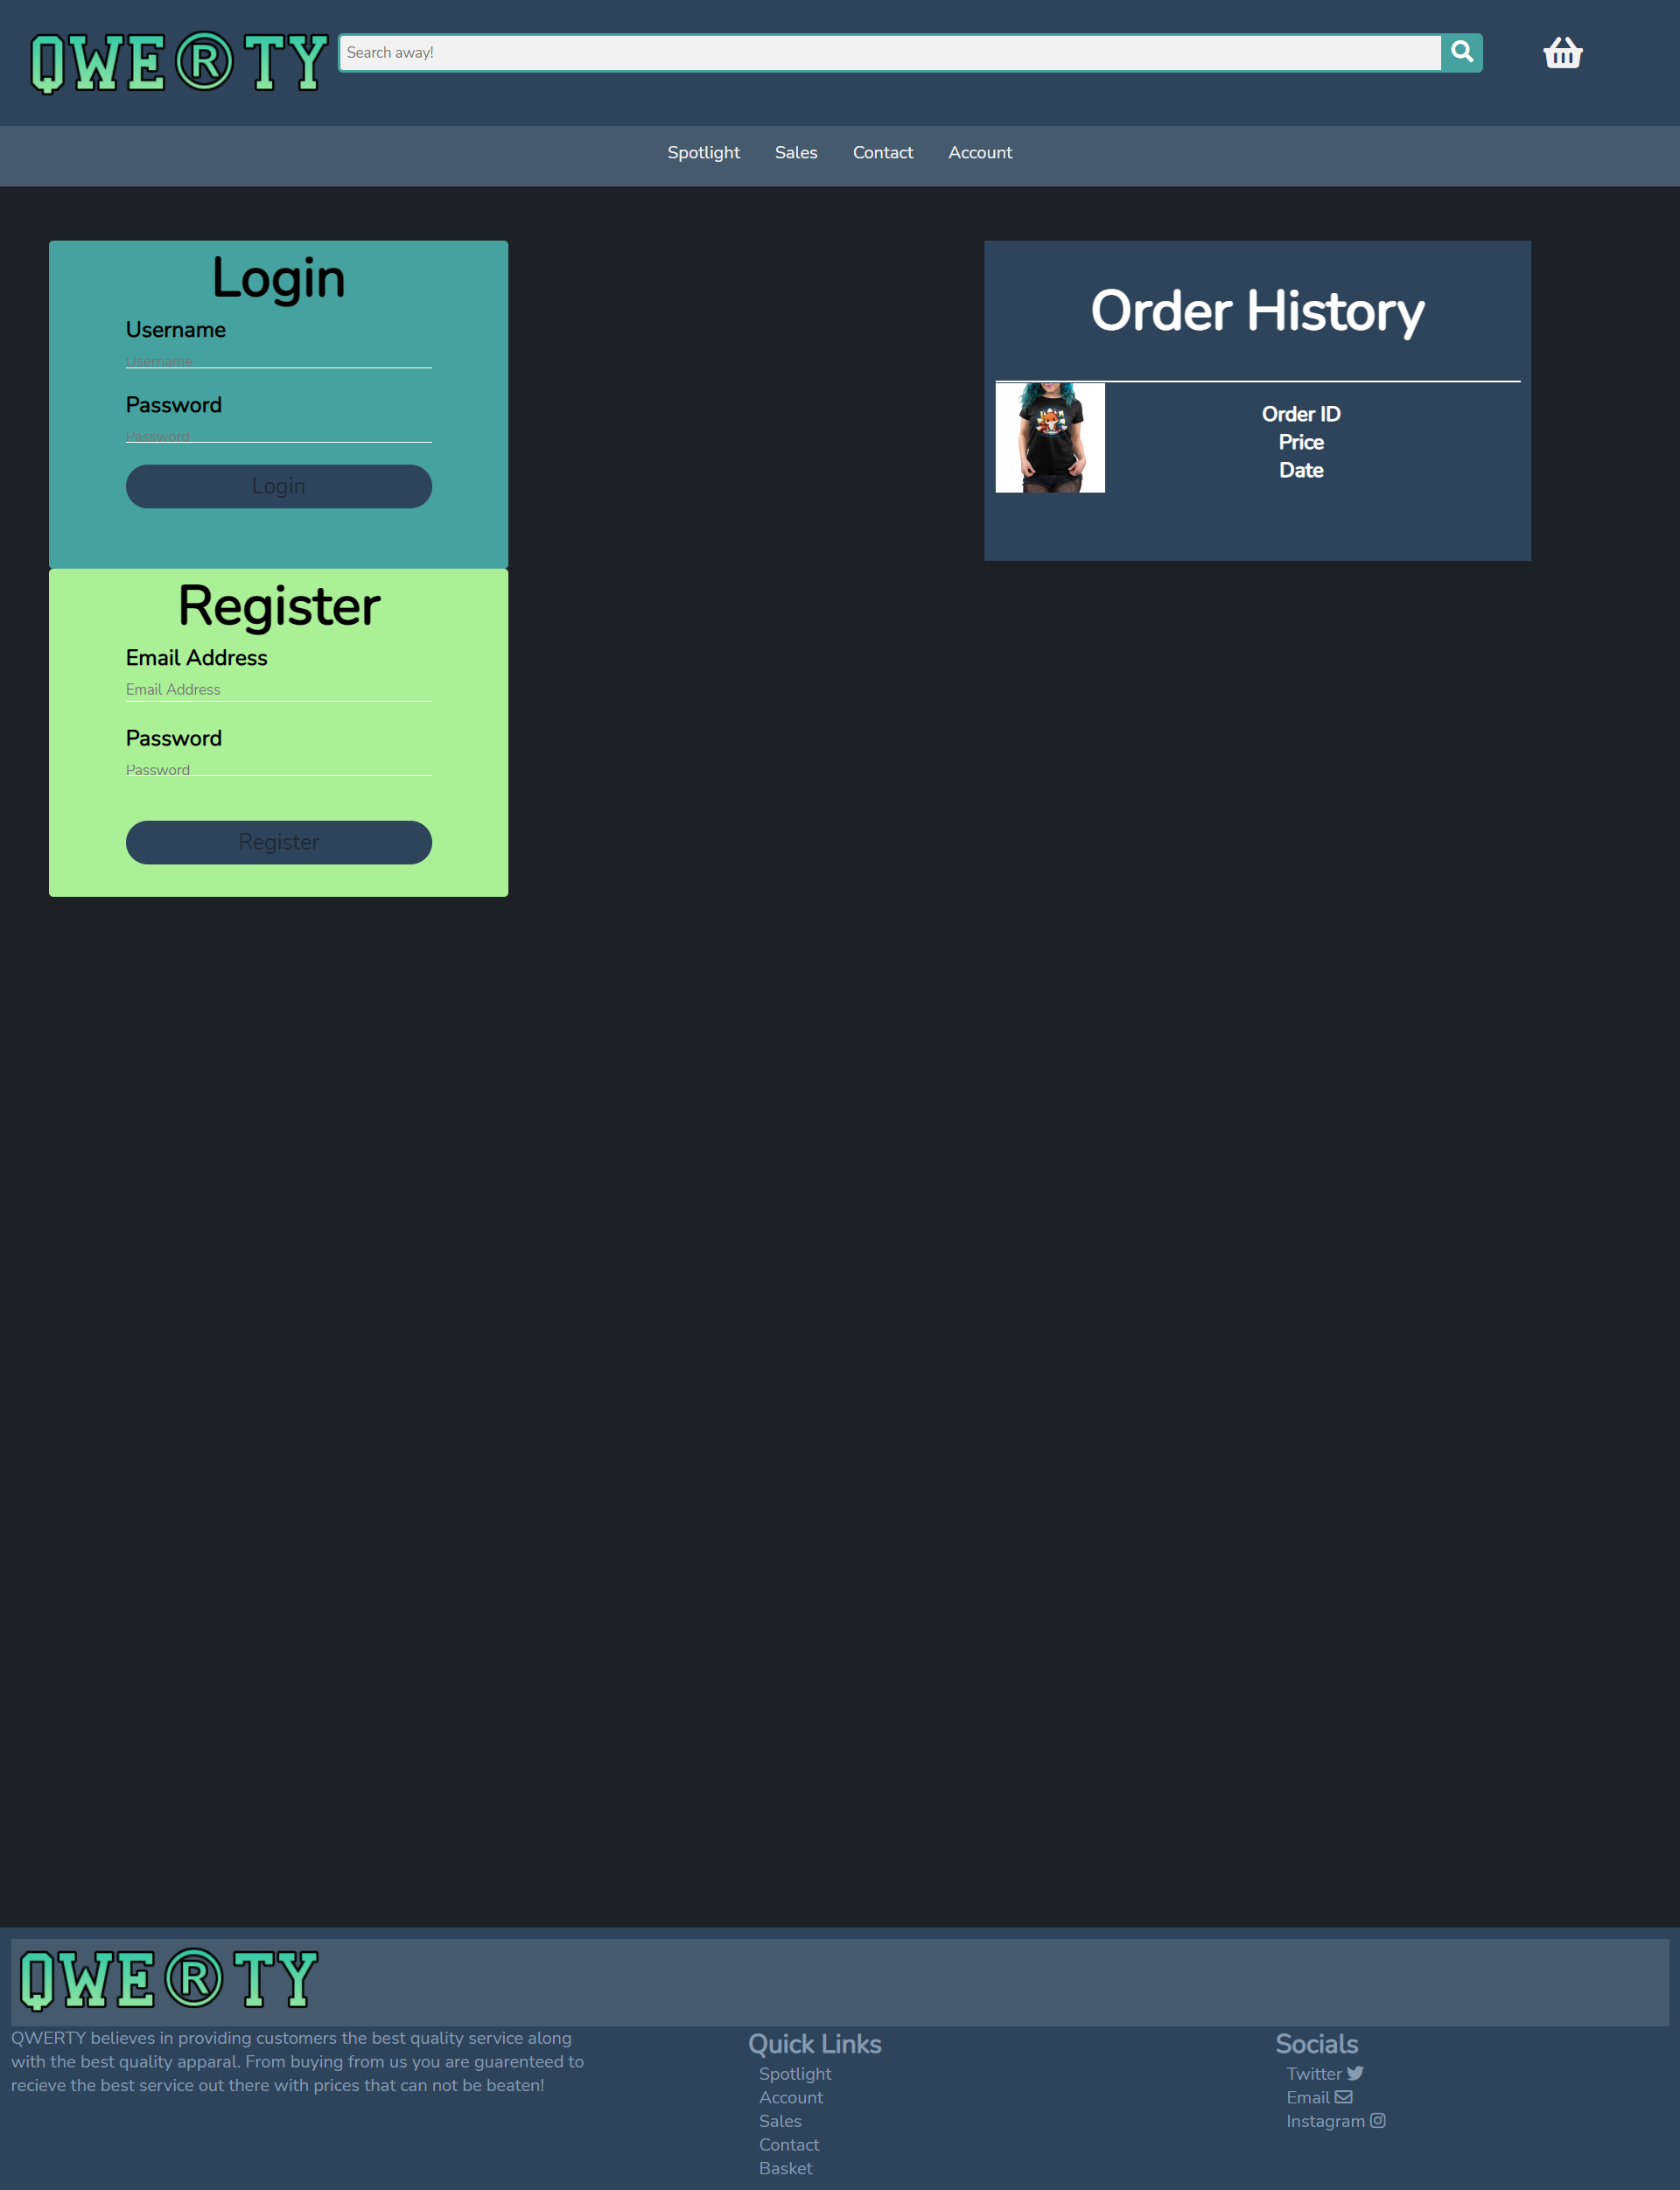 QWE®TY
Search away!
Spotlight Sales Contact Account
Login
Username
Username
Password
Password
Login
Register
Email Address
Email Address
Password
Password
Register
Order History
Order ID
Price
Date
QWE®TY
QWERTY believes in providing customers the best quality service along
with the best quality apparal. From buying from us you are guarenteed to
recieve the best service out there with prices that can not be beaten!
Quick Links
Spotlight
Account
Sales
Contact
Basket
Socials
Twitter
Email
Instagram